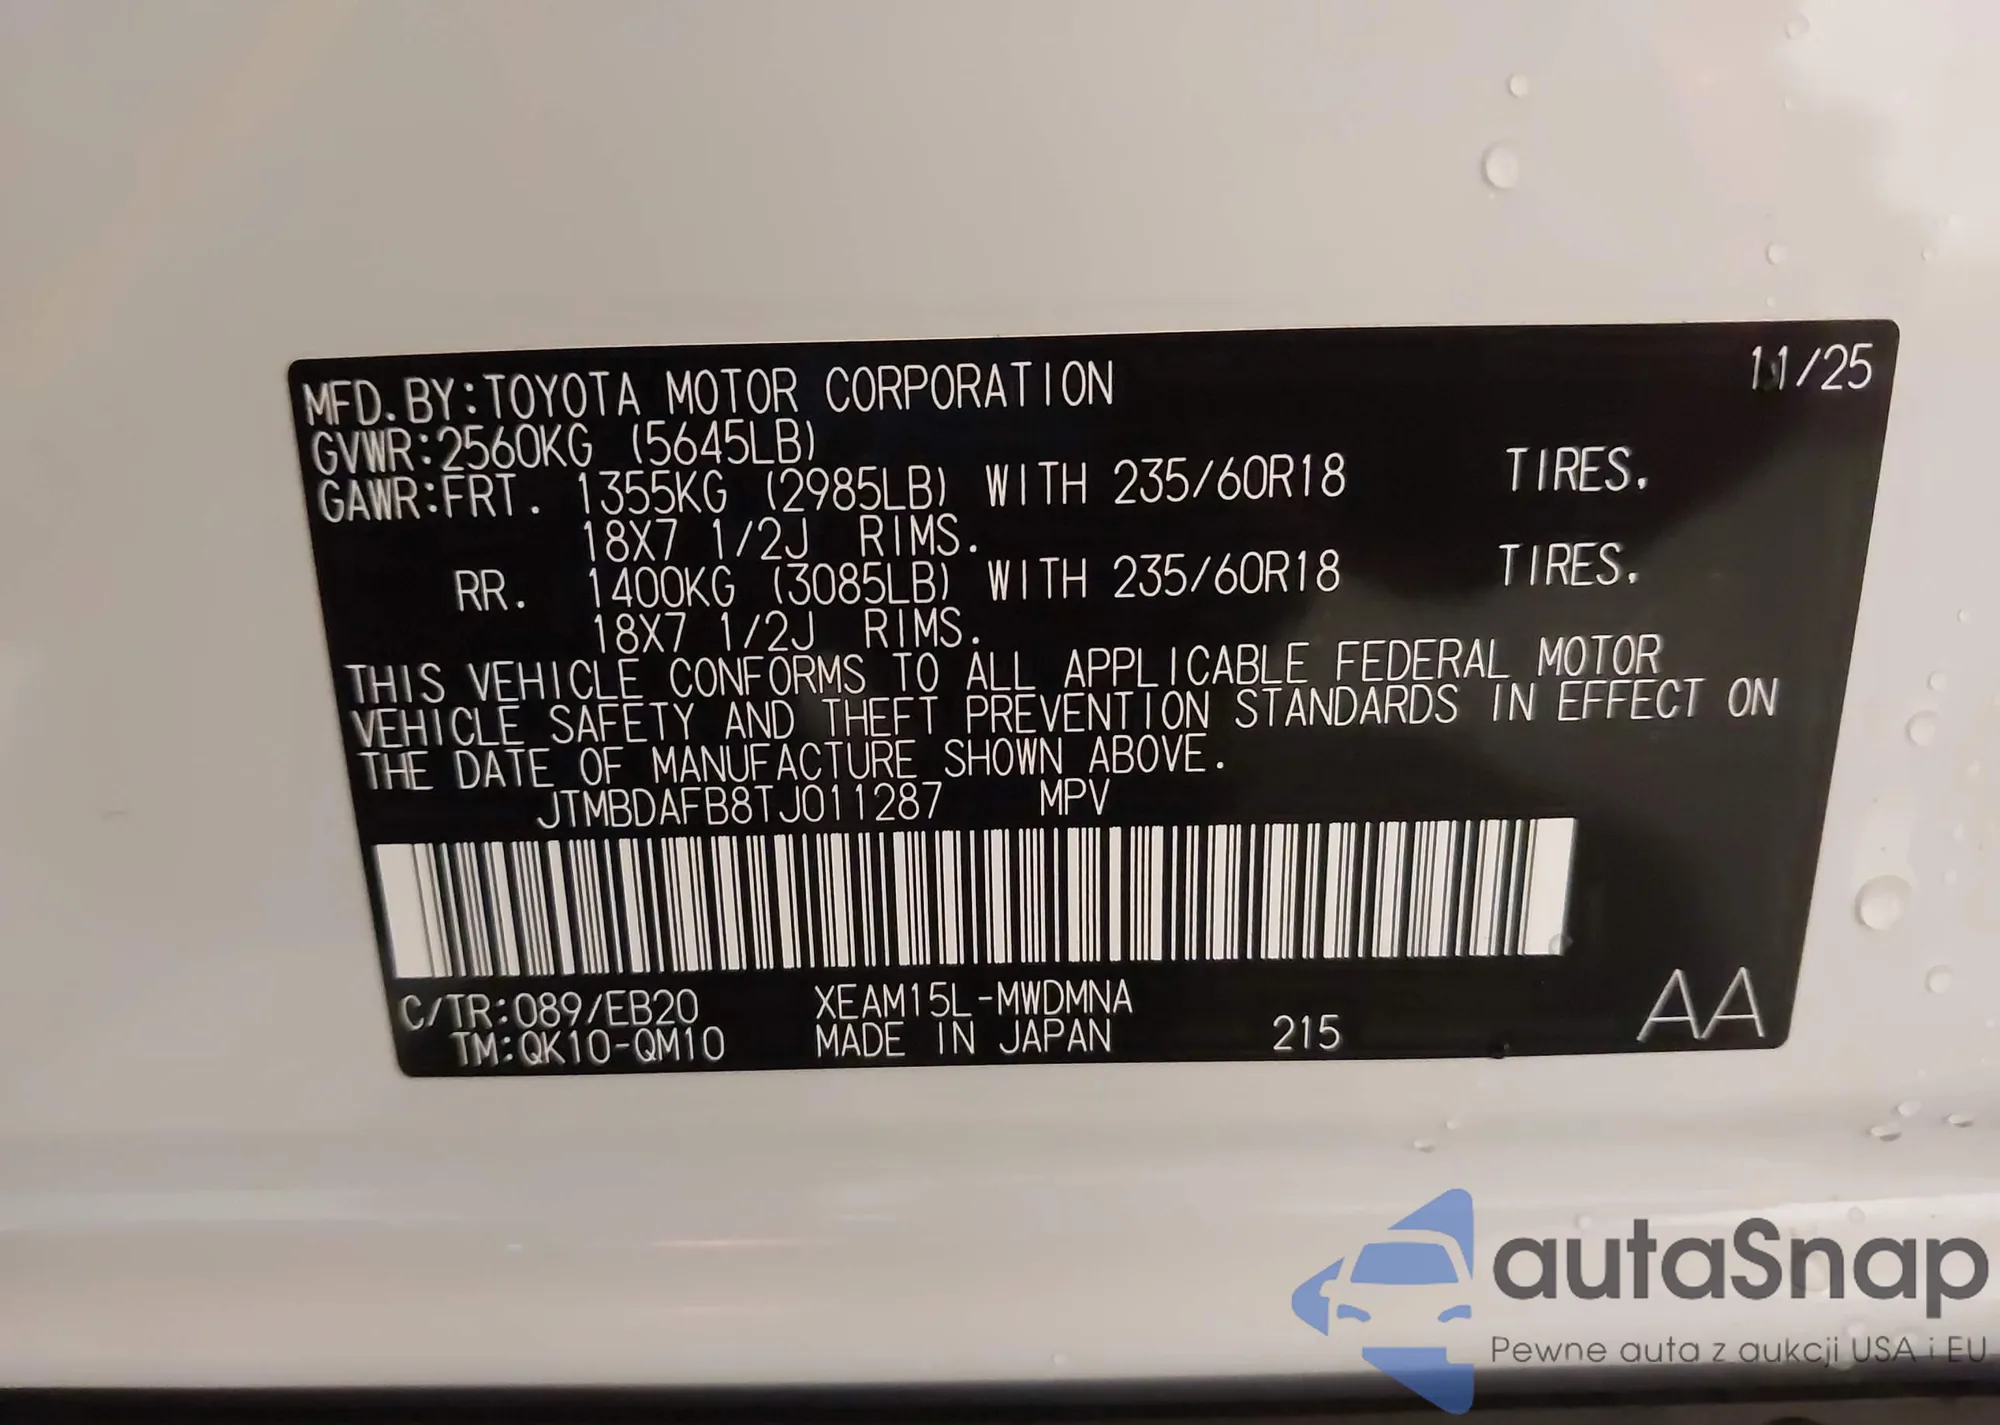 MFD.BY:TOYOTA MOTOR CORPORATION 11/25
GVWR:2560KG (5645LB)
GAWR:FRT. 1355KG (2985LB) WITH 235/60R18 TIRES,
18X7 1/2J RIMS.
RR. 1400KG (3085LB) WITH 235/60R18 TIRES,
18X7 1/2J RIMS.
THIS VEHICLE CONFORMS TO ALL APPLICABLE FEDERAL MOTOR
VEHICLE SAFETY AND THEFT PREVENTION STANDARDS IN EFFECT ON
THE DATE OF MANUFACTURE SHOWN ABOVE.
JTMBDAFB8TJ011287 MPV
C/TR:089/EB20 XEAM15L-MWDMNA
TM:QK10-QM10 MADE IN JAPAN 215 AA
autaSnap
Pewne auta z aukcji USA i EU